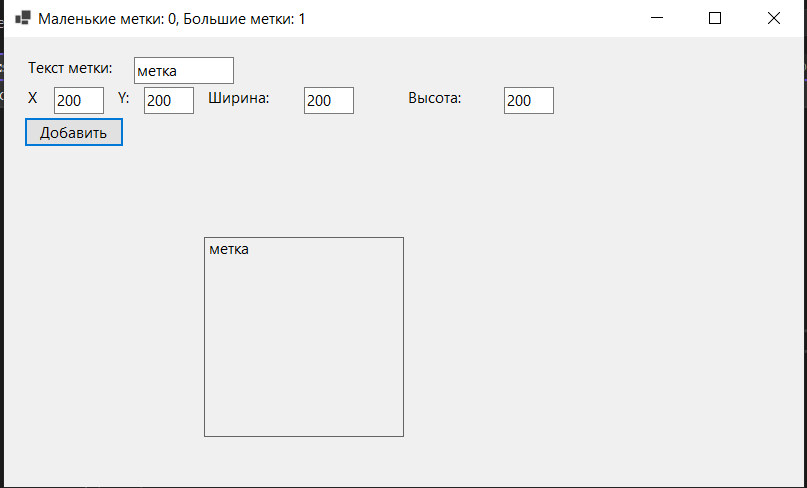 Маленькие метки: 0, Большие метки: 1
Текст метки: метка
X 200 Y: 200 Ширина: 200 Высота: 200
Добавить
метка